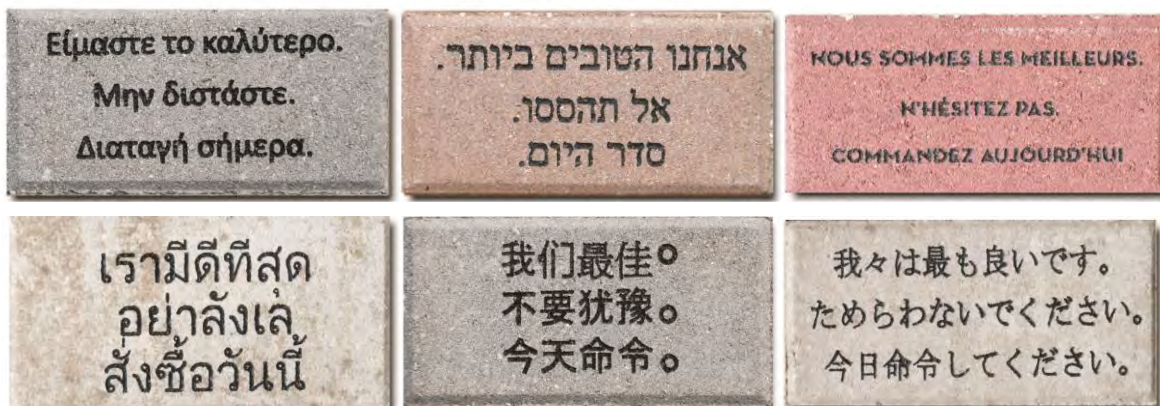 Είμαστε το καλύτερο.
Μην διστάστε.
Διαταγή σήμερα.
אנחנו הטובים ביותר.
אל תהססו.
סדר היום.
NOUS SOMMES LES MEILLEURS.
N'HÉSITEZ PAS.
COMMANDEZ AUJOURD'HUI
เรามีดีที่สุด
อย่าลังเล
สั่งซื้อวันนี้
我们最佳。
不要犹豫。
今天命令。
我々は最も良いです。
ためらわないでください。
今日命令してください。